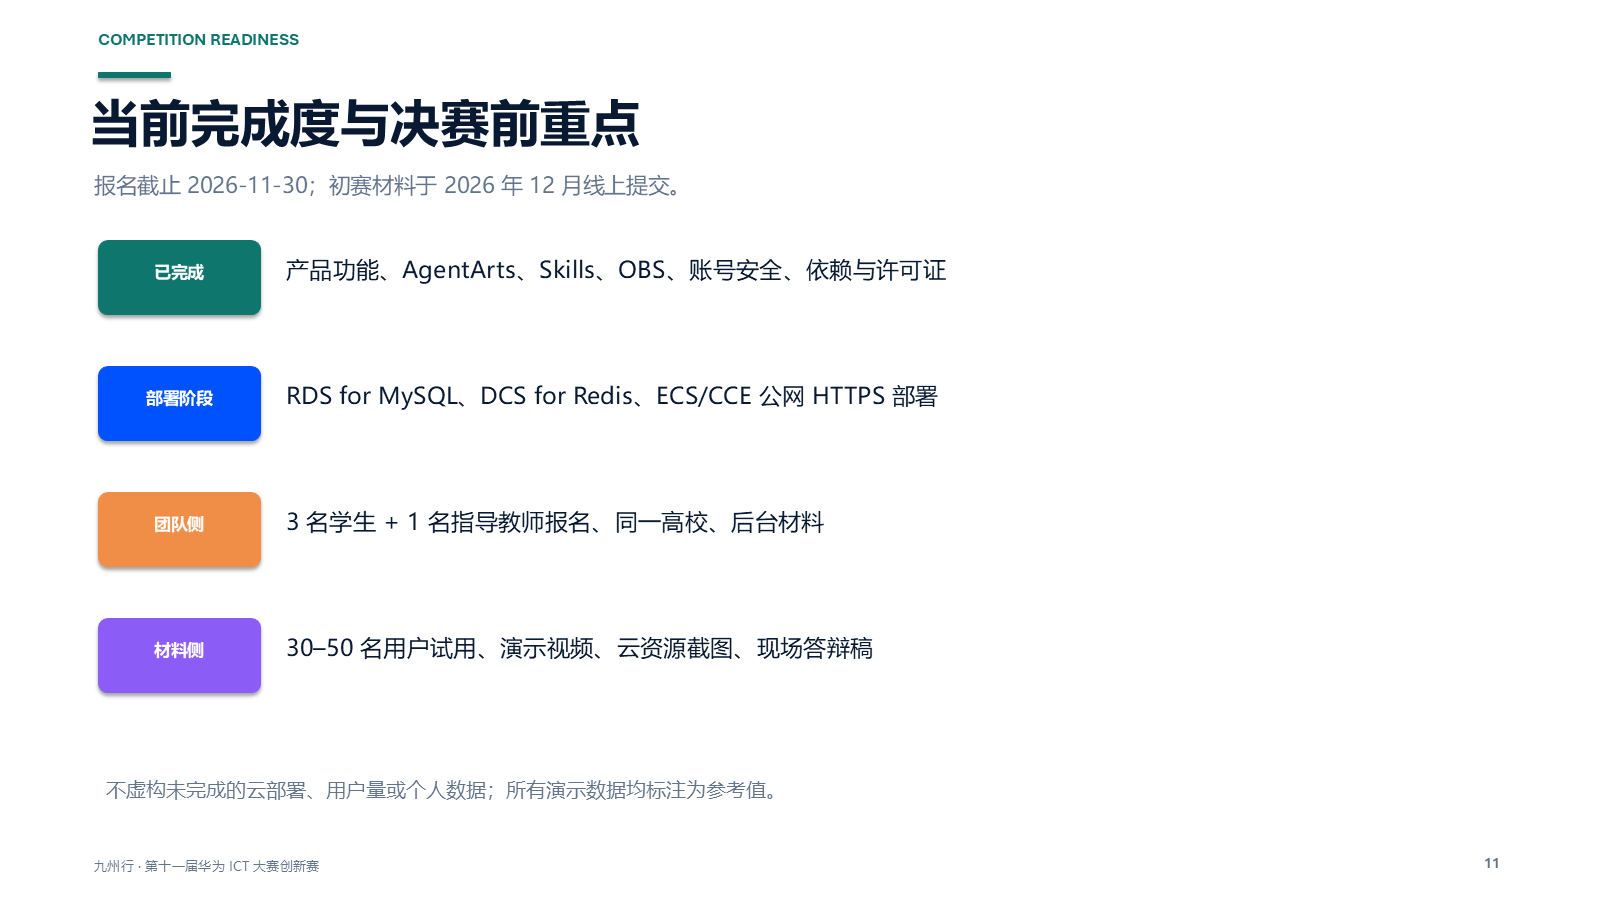 COMPETITION READINESS
当前完成度与决赛前重点
报名截止 2026-11-30；初赛材料于 2026 年 12 月线上提交。
已完成
产品功能、AgentArts、Skills、OBS、账号安全、依赖与许可证
部署阶段
RDS for MySQL、DCS for Redis、ECS/CCE 公网 HTTPS 部署
团队侧
3 名学生 + 1 名指导教师报名、同一高校、后台材料
材料侧
30–50 名用户试用、演示视频、云资源截图、现场答辩稿
不虚构未完成的云部署、用户量或个人数据；所有演示数据均标注为参考值。
九州行 · 第十一届华为 ICT 大赛创新赛
11